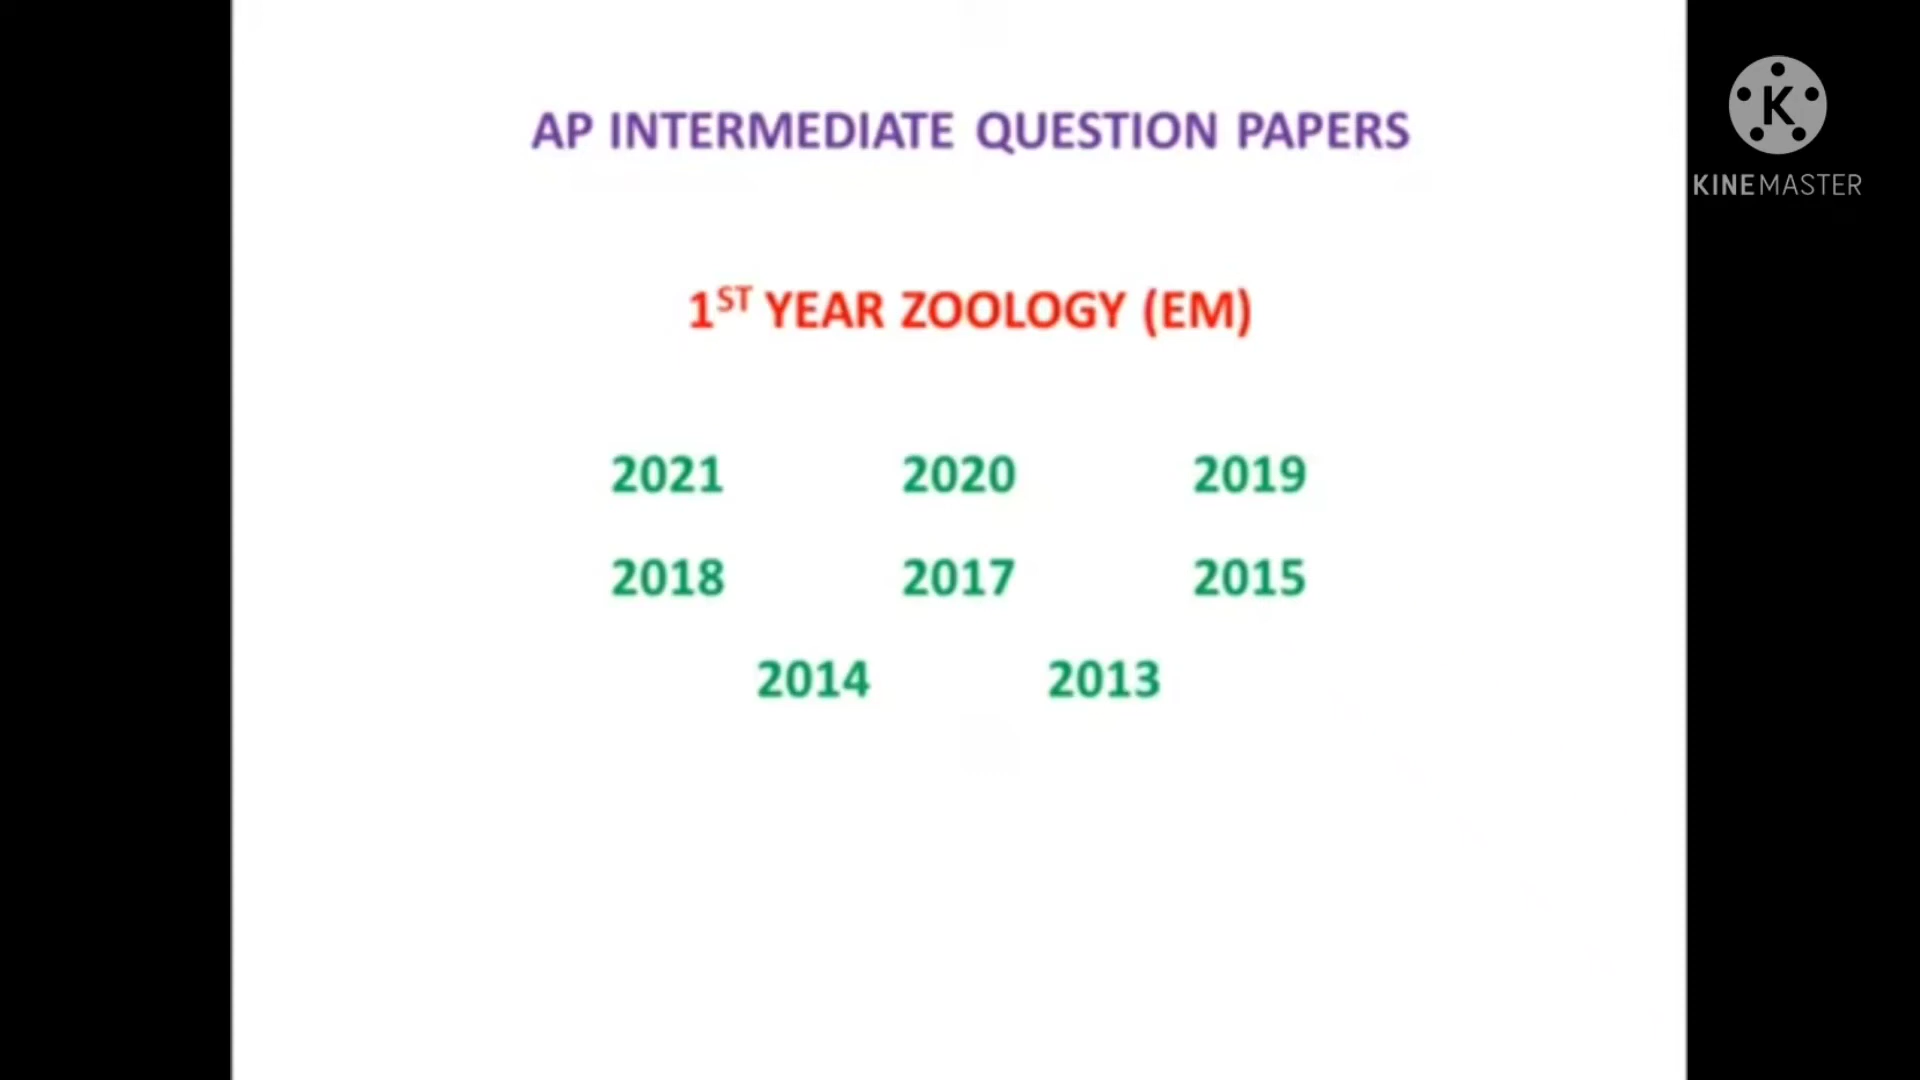 AP INTERMEDIATE QUESTION PAPERS
K
KINEMASTER
1ST YEAR ZOOLOGY (EM)
2021 2020 2019
2018 2017 2015
2014 2013